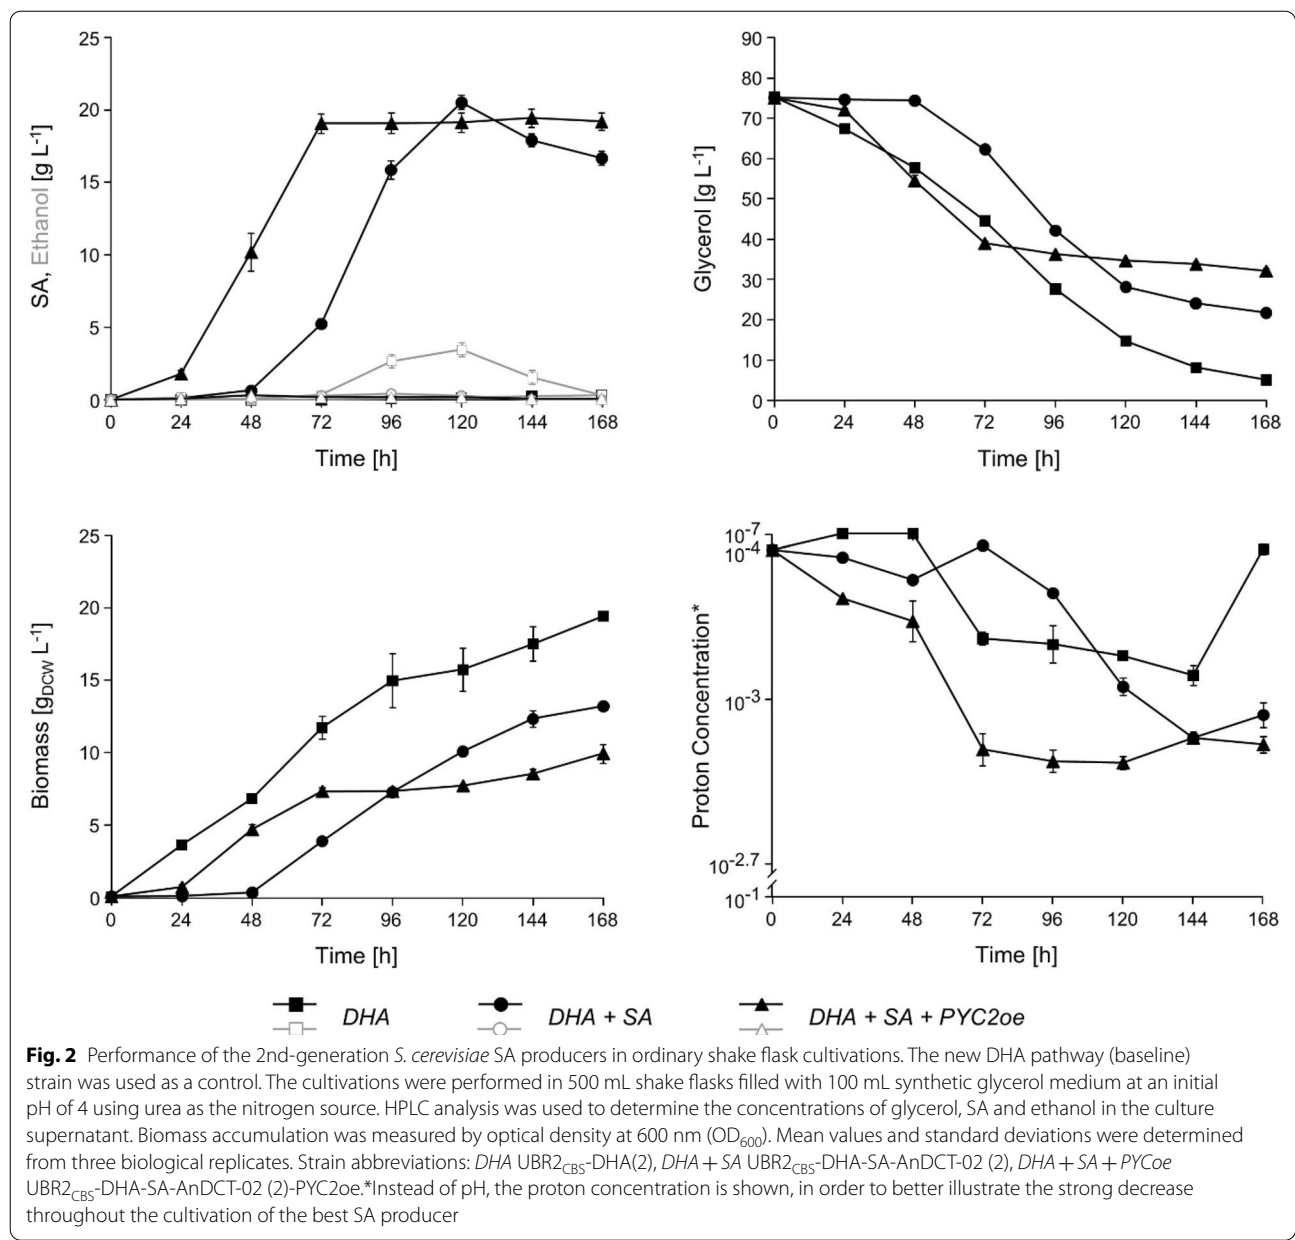 25
20
15
10
5
0
SA, Ethanol [g L-1]
0 24 48 72 96 120 144 168
Time [h]
90
80
70
60
50
40
30
20
10
0
Glycerol [g L-1]
0 24 48 72 96 120 144 168
Time [h]
25
20
15
10
5
0
Biomass [gDCW L-1]
0 24 48 72 96 120 144 168
Time [h]
10-7
10-4
10-3
10-2.7
10-1
Proton Concentration*
0 24 48 72 96 120 144 168
Time [h]
DHA DHA + SA DHA + SA + PYC2oe
Fig. 2 Performance of the 2nd-generation S. cerevisiae SA producers in ordinary shake flask cultivations. The new DHA pathway (baseline)
strain was used as a control. The cultivations were performed in 500 mL shake flasks filled with 100 mL synthetic glycerol medium at an initial
pH of 4 using urea as the nitrogen source. HPLC analysis was used to determine the concentrations of glycerol, SA and ethanol in the culture
supernatant. Biomass accumulation was measured by optical density at 600 nm (OD600). Mean values and standard deviations were determined
from three biological replicates. Strain abbreviations: DHA UBR2CBS-DHA(2), DHA + SA UBR2CBS-DHA-SA-AnDCT-02 (2), DHA + SA + PYCoe
UBR2CBS-DHA-SA-AnDCT-02 (2)-PYC2oe.*Instead of pH, the proton concentration is shown, in order to better illustrate the strong decrease
throughout the cultivation of the best SA producer